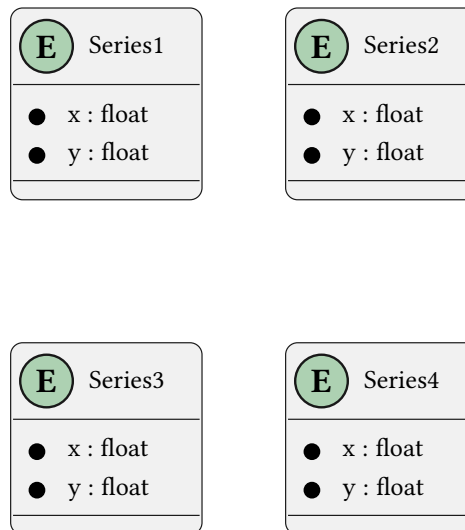 E Series1
x : float
y : float
E Series2
x : float
y : float
E Series3
x : float
y : float
E Series4
x : float
y : float